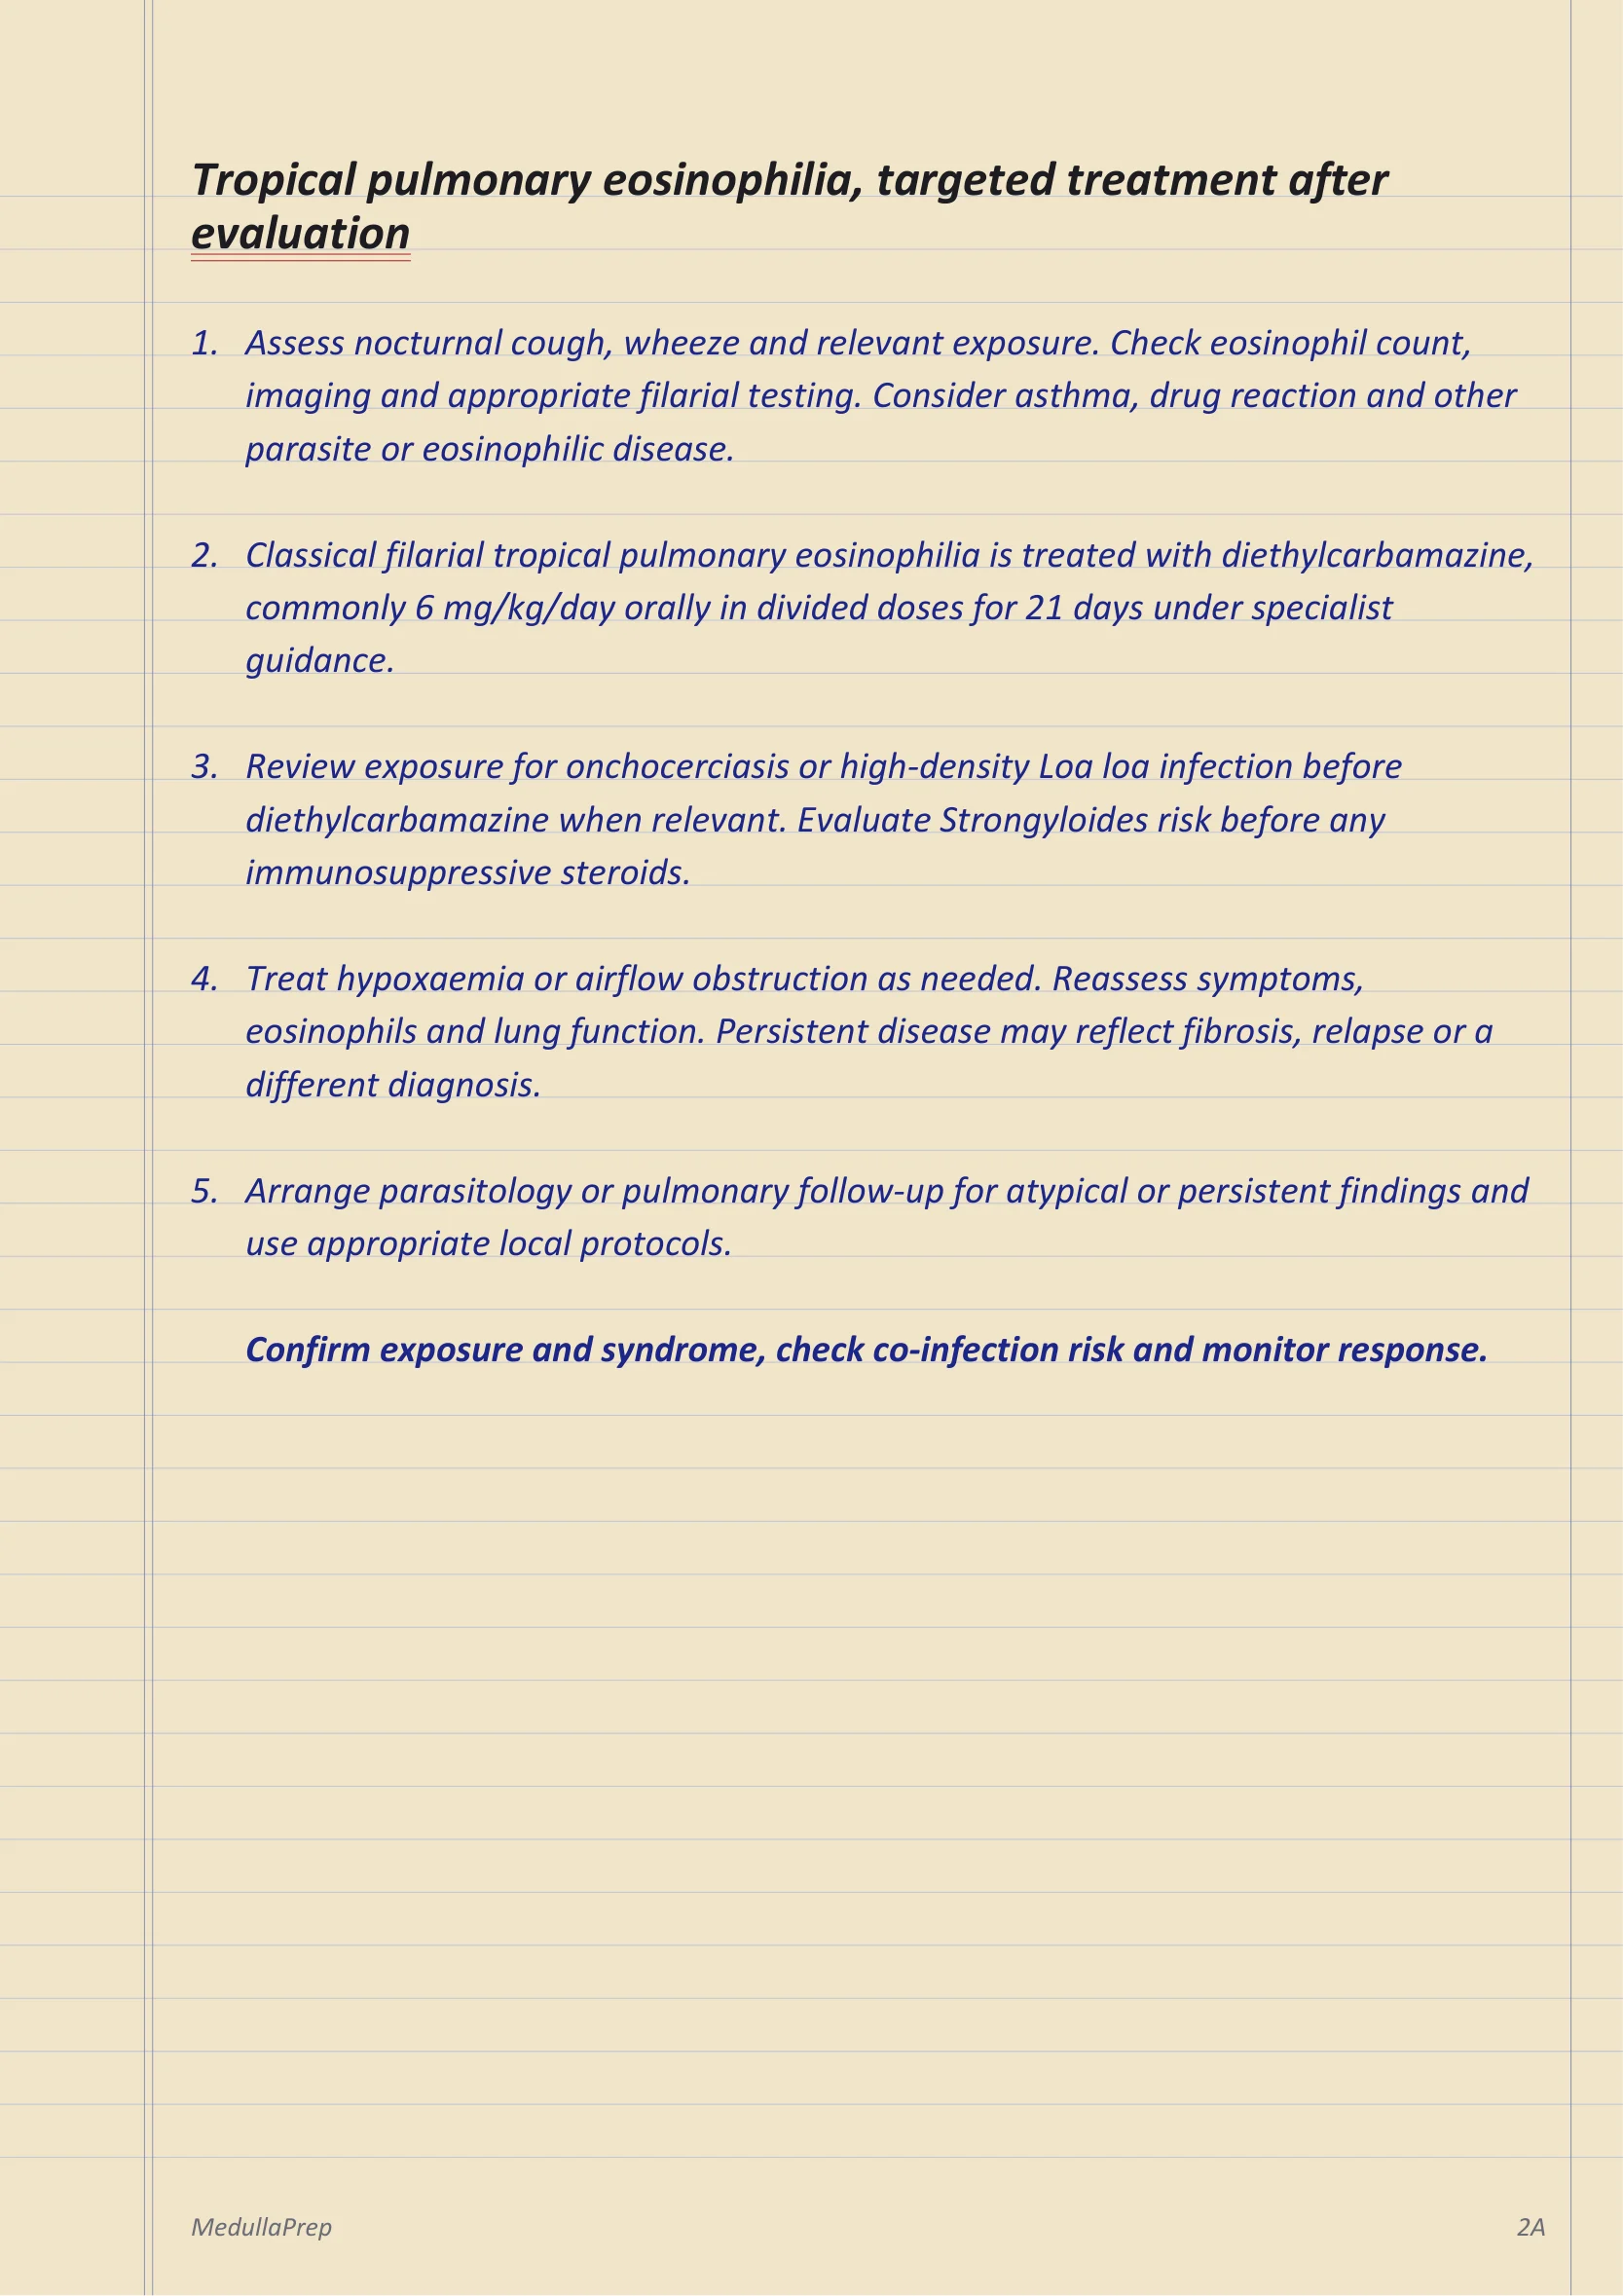 Tropical pulmonary eosinophilia, targeted treatment after
evaluation
1. Assess nocturnal cough, wheeze and relevant exposure. Check eosinophil count,
imaging and appropriate filarial testing. Consider asthma, drug reaction and other
parasite or eosinophilic disease.
2. Classical filarial tropical pulmonary eosinophilia is treated with diethylcarbamazine,
commonly 6 mg/kg/day orally in divided doses for 21 days under specialist
guidance.
3. Review exposure for onchocerciasis or high-density Loa loa infection before
diethylcarbamazine when relevant. Evaluate Strongyloides risk before any
immunosuppressive steroids.
4. Treat hypoxaemia or airflow obstruction as needed. Reassess symptoms,
eosinophils and lung function. Persistent disease may reflect fibrosis, relapse or a
different diagnosis.
5. Arrange parasitology or pulmonary follow-up for atypical or persistent findings and
use appropriate local protocols.
Confirm exposure and syndrome, check co-infection risk and monitor response.
MedullaPrep 2A